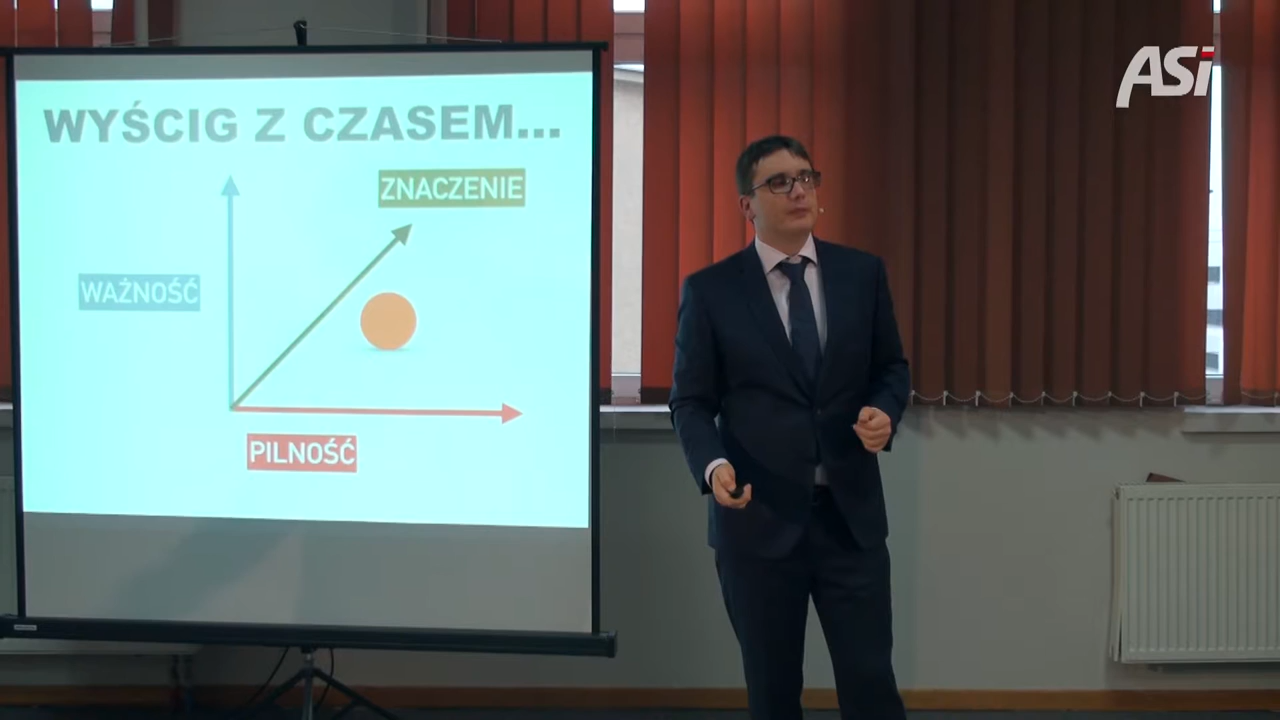 WYŚCIG Z CZASEM...
ZNACZENIE
WAŻNOŚĆ
PILNOŚĆ
ASi